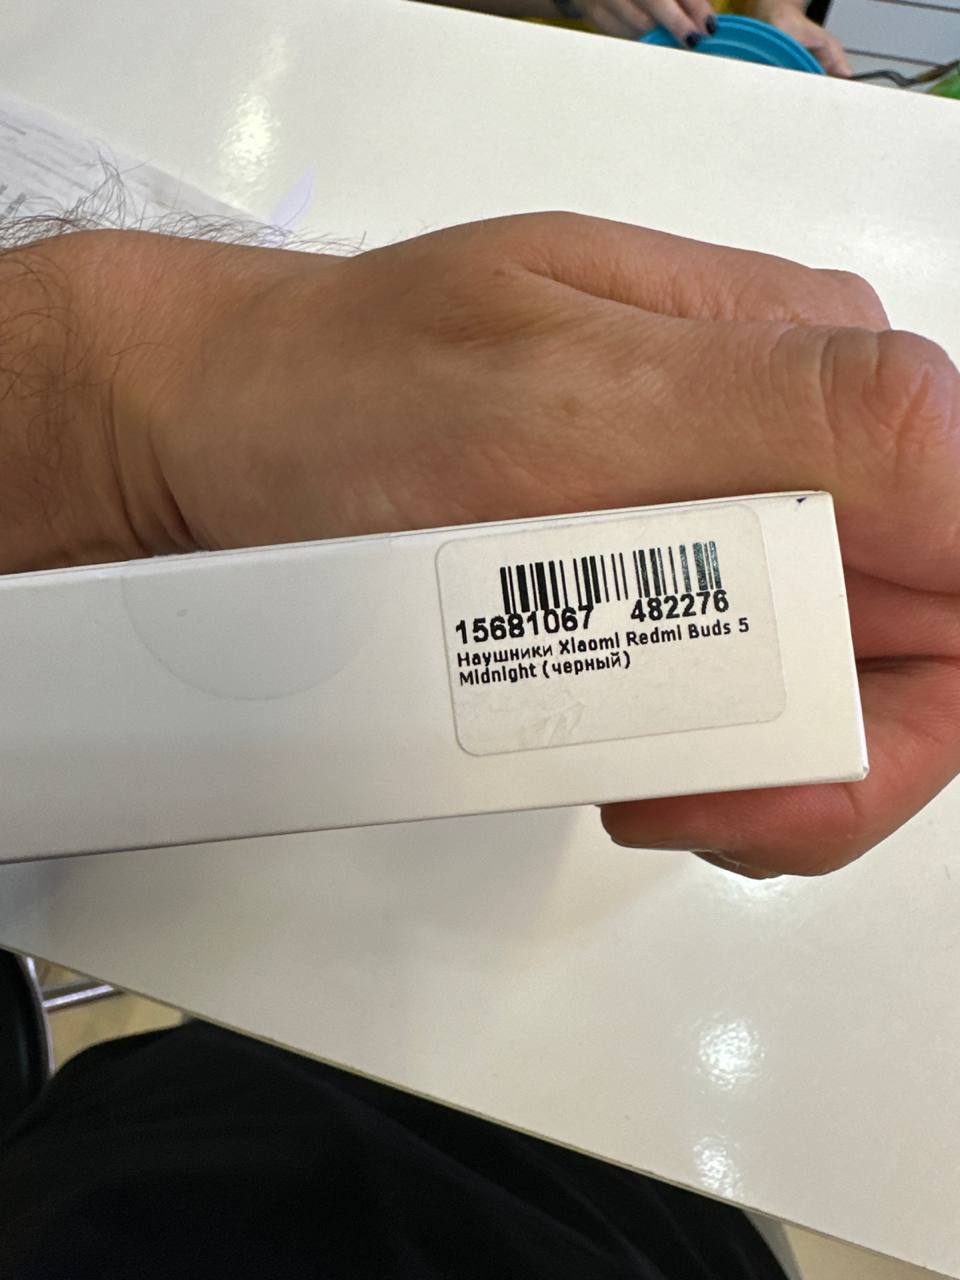 15681067 482276
Наушники Xiaomi Redmi Buds 5
Midnight (черный)